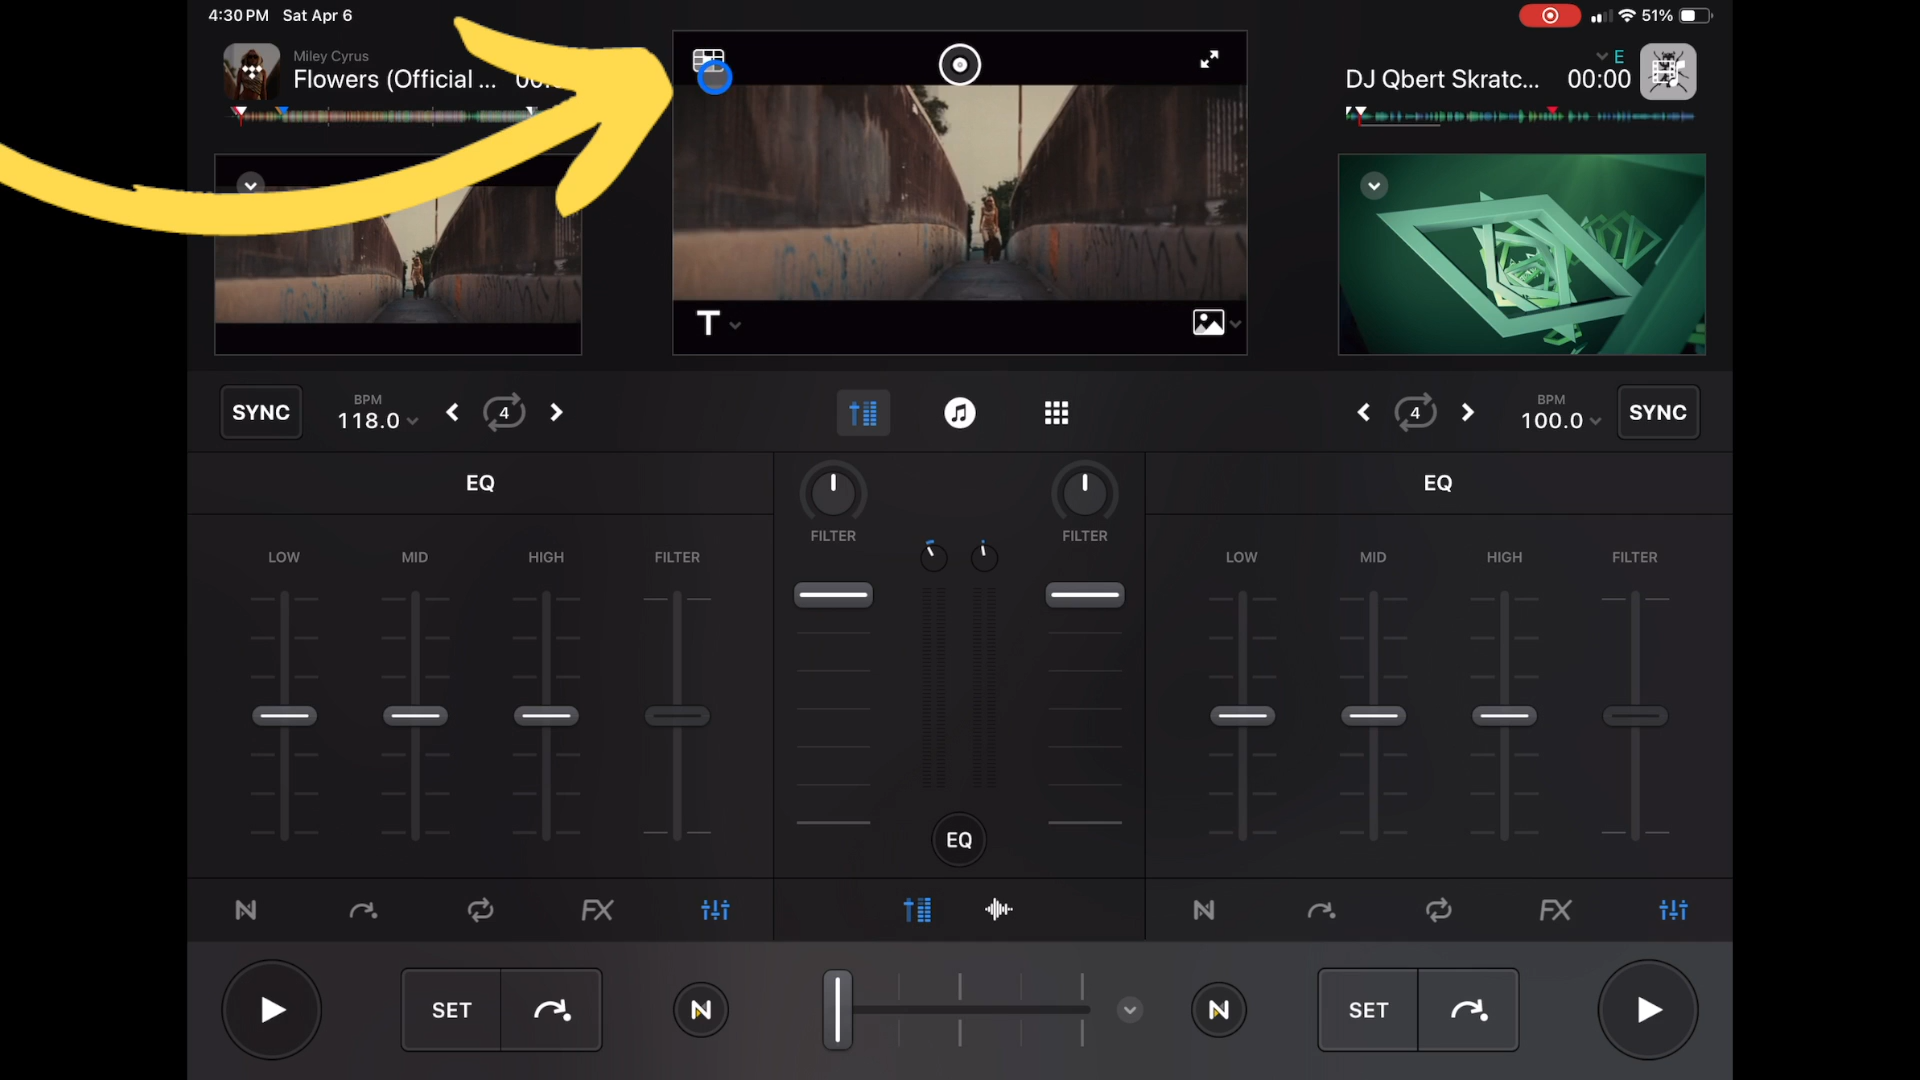 4:30 PM Sat Apr 6
51%
Miley Cyrus
Flowers (Official ...
E
DJ Qbert Skratc... 00:00
T
SYNC BPM 118.0 4
4 BPM 100.0 SYNC
EQ
FILTER FILTER
EQ
LOW MID HIGH FILTER
LOW MID HIGH FILTER
EQ
FX
FX
SET
SET